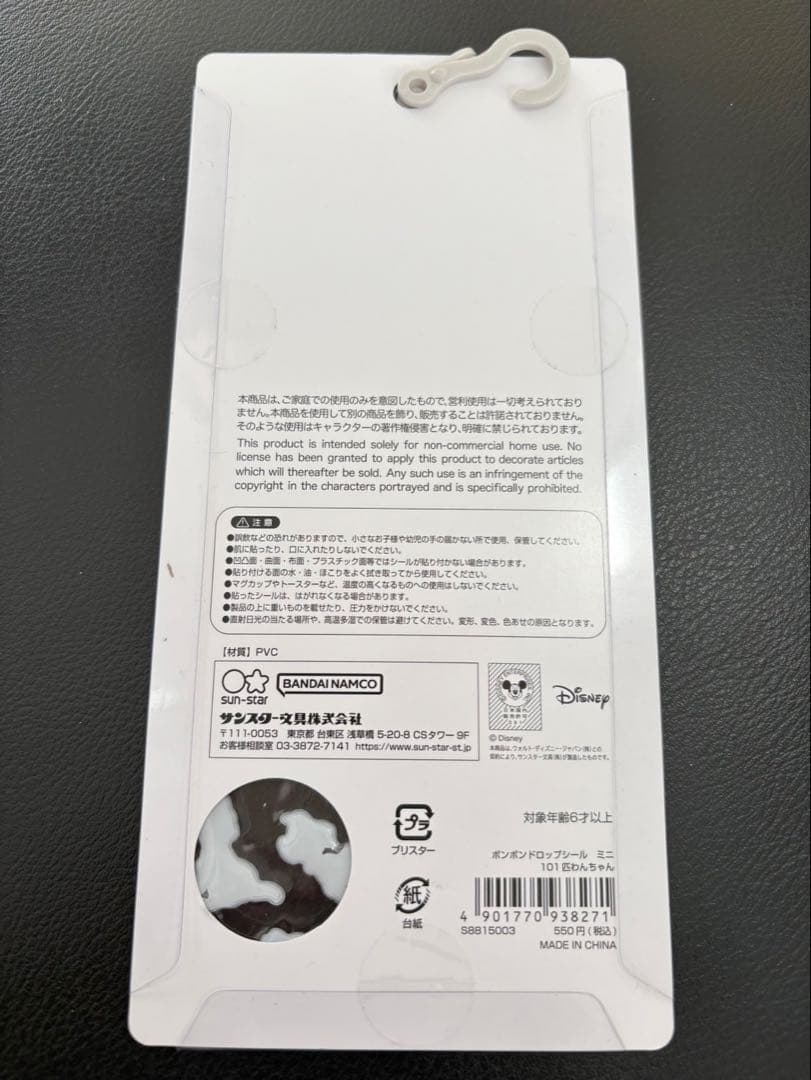 本商品は、ご家庭での使用のみを意図したもので、営利使用は一切考えられており
ません。本商品を使用して別の商品を飾り、販売することは許諾されておりません。
そのような使用はキャラクターの著作権侵害となり、明確に禁じられております。
This product is intended solely for non-commercial home use. No
license has been granted to apply this product to decorate articles
which will thereafter be sold. Any such use is an infringement of the
copyright in the characters portrayed and is specifically prohibited.
注意
●誤飲などの恐れがありますので、小さなお子様や幼児の手の届かない所で使用、保管してください。
●肌に貼ったり、口に入れたりしないでください。
●凹凸面・曲面・布面・プラスチック面等ではシールが貼り付かない場合があります。
●貼り付ける面の水・油・ほこりをよく拭き取ってから使用してください。
●マグカップやトースターなど、温度の高くなるものへの使用はしないでください。
●貼ったシールは、はがれなくなる場合があります。
●製品の上に重いものを載せたり、圧力をかけないでください。
●直射日光の当たる場所や、高温多湿での保管は避けてください。変形、変色、色あせの原因となります。
【材質】PVC
sun-star BANDAI NAMCO
サンスター文具株式会社
〒111-0053 東京都 台東区 浅草橋 5-20-8 CSタワー 9F
お客様相談室 03-3872-7141 https://www.sun-star-st.jp
日本国内
販売許可
Disney
© Disney
本商品は、ウォルト・ディズニー・ジャパン(株)との
契約により、サンスター文具(株)が製造したものです。
プラ
ブリスター
紙
台紙
対象年齢6才以上
ボンボンドロップシール ミニ
101匹わんちゃん
4 901770 938271
S8815003 550円(税込)
MADE IN CHINA